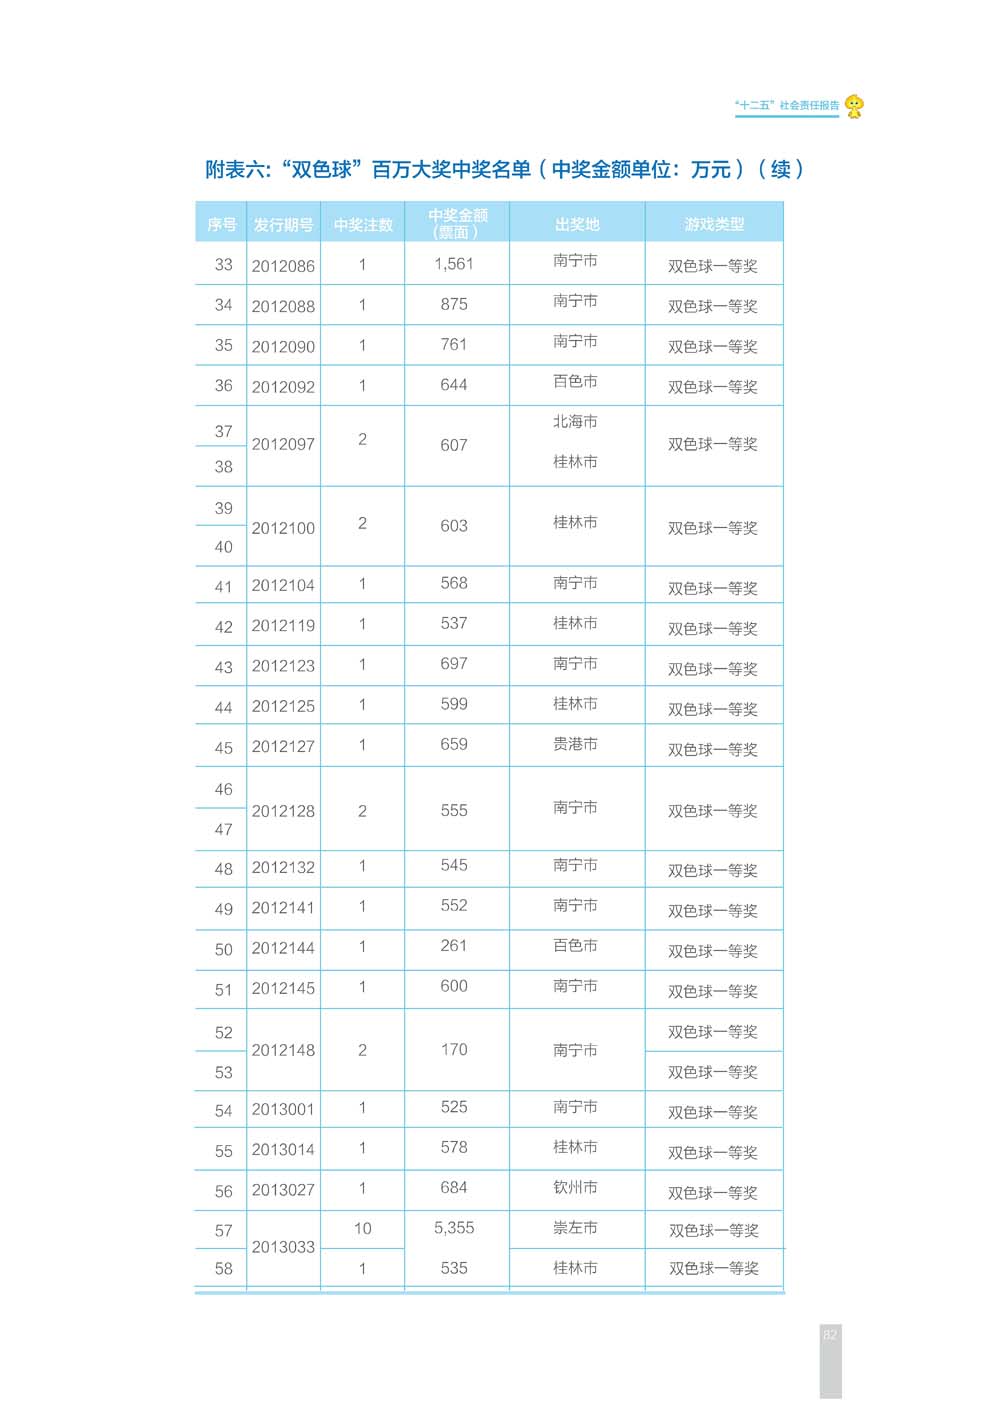 “十二五”社会责任报告
附表六：“双色球”百万大奖中奖名单（中奖金额单位：万元）（续）
序号 发行期号 中奖注数 中奖金额（票面） 出奖地 游戏类型
33 2012086 1 1,561 南宁市 双色球一等奖
34 2012088 1 875 南宁市 双色球一等奖
35 2012090 1 761 南宁市 双色球一等奖
36 2012092 1 644 百色市 双色球一等奖
37 2012097 2 607 北海市 双色球一等奖
38 桂林市
39 2012100 2 603 桂林市 双色球一等奖
40
41 2012104 1 568 南宁市 双色球一等奖
42 2012119 1 537 桂林市 双色球一等奖
43 2012123 1 697 南宁市 双色球一等奖
44 2012125 1 599 桂林市 双色球一等奖
45 2012127 1 659 贵港市 双色球一等奖
46 2012128 2 555 南宁市 双色球一等奖
47
48 2012132 1 545 南宁市 双色球一等奖
49 2012141 1 552 南宁市 双色球一等奖
50 2012144 1 261 百色市 双色球一等奖
51 2012145 1 600 南宁市 双色球一等奖
52 2012148 2 170 南宁市 双色球一等奖
53 双色球一等奖
54 2013001 1 525 南宁市 双色球一等奖
55 2013014 1 578 桂林市 双色球一等奖
56 2013027 1 684 钦州市 双色球一等奖
57 2013033 10 5,355 崇左市 双色球一等奖
58 1 535 桂林市 双色球一等奖
82